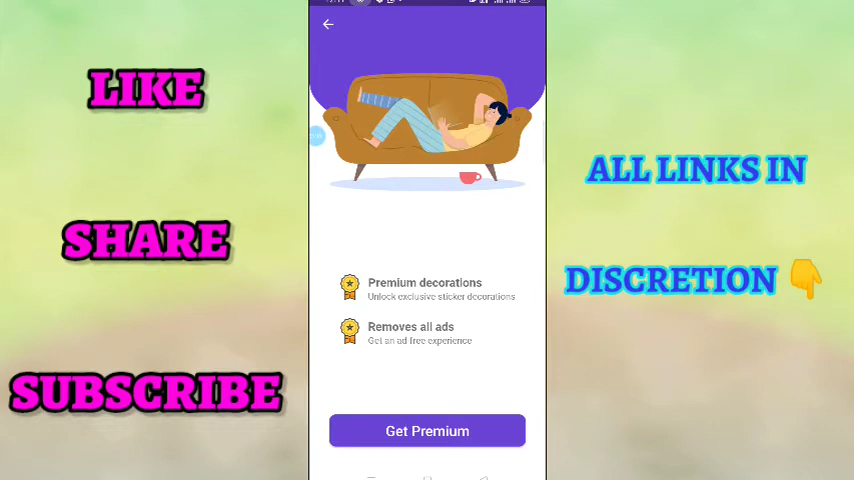 LIKE
SHARE
SUBSCRIBE
Premium decorations
Unlock exclusive sticker decorations
Removes all ads
Get an ad free experience
Get Premium
ALL LINKS IN
DISCRETION 👇